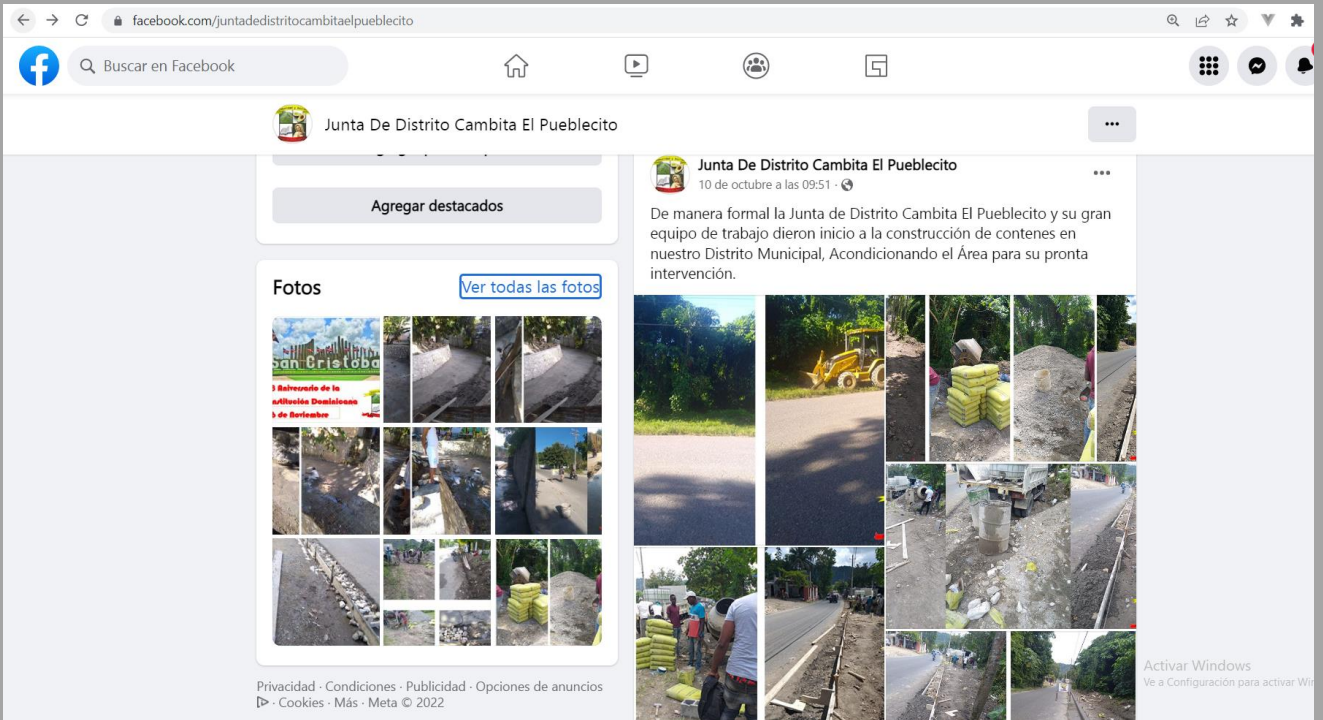 facebook.com/juntadedistritocambitaelpueblecito
Buscar en Facebook
Junta De Distrito Cambita El Pueblecito
Agregar destacados
Fotos
Ver todas las fotos
San Cristoba
Aniversario de la
Dominicana
de Noviembre
Privacidad · Condiciones · Publicidad · Opciones de anuncios
· Cookies · Más · Meta © 2022
Junta De Distrito Cambita El Pueblecito
10 de octubre a las 09:51 ·
De manera formal la Junta de Distrito Cambita El Pueblecito y su gran
equipo de trabajo dieron inicio a la construcción de contenes en
nuestro Distrito Municipal, Acondicionando el Área para su pronta
intervención.
Activar Windows
Ve a Configuración para activar Wi